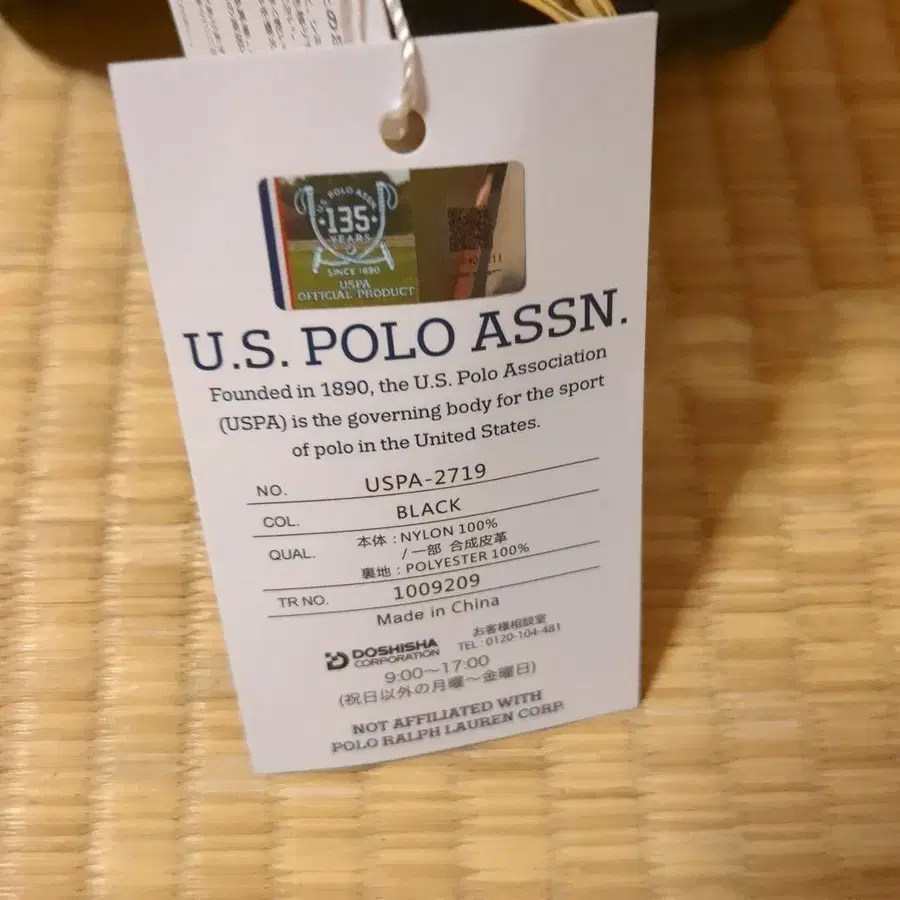 U.S. POLO ASSN
135
YEARS
SINCE 1890
USPA
OFFICIAL PRODUCT
U.S. POLO ASSN.
Founded in 1890, the U.S. Polo Association
(USPA) is the governing body for the sport
of polo in the United States.
NO. USPA-2719
COL. BLACK
QUAL. 本体:NYLON 100%
/一部 合成皮革
裏地:POLYESTER 100%
TR NO. 1009209
Made in China
DOSHISHA
CORPORATION
お客様相談室
TEL:0120-104-481
9:00～17:00
(祝日以外の月曜～金曜日)
NOT AFFILIATED WITH
POLO RALPH LAUREN CORP.